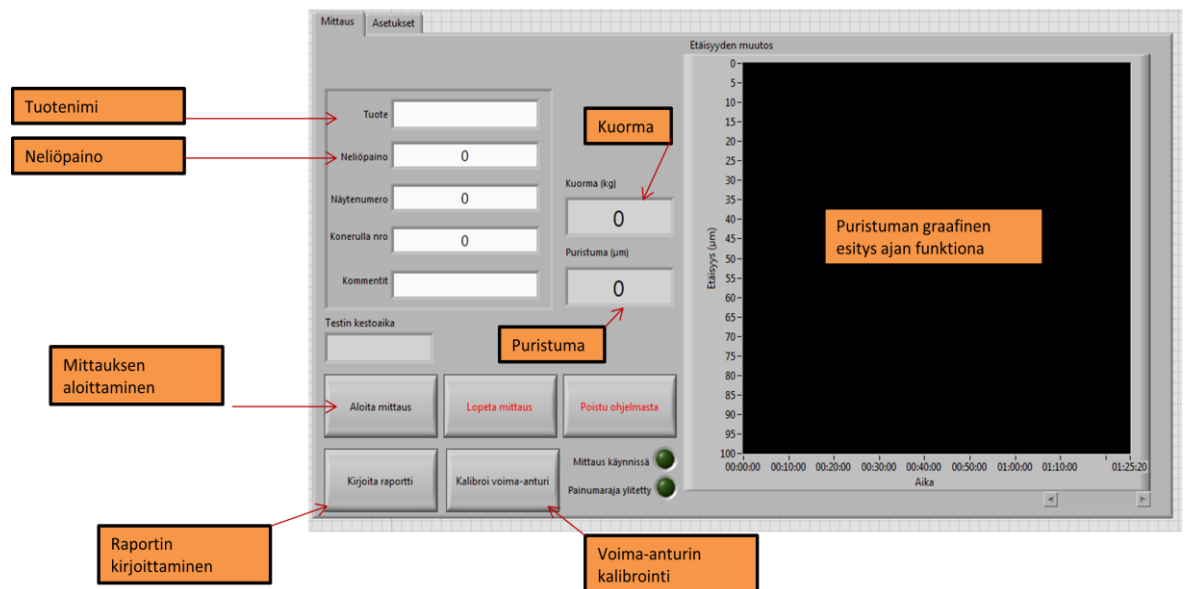 Mittaus
Asetukset
Tuotenimi
Neliöpaino
Tuote
Neliöpaino
0
Näytenumero
0
Konerulla nro
0
Kommentit
Kuorma
Kuorma (kg)
0
Puristuma (µm)
0
Puristuma
Testin kestoaika
Mittauksen
aloittaminen
Aloita mittaus
Lopeta mittaus
Poistu ohjelmasta
Kirjoita raportti
Kalibroi voima-anturi
Mittaus käynnissä
Painumaraja ylitetty
Raportin
kirjoittaminen
Voima-anturin
kalibrointi
Etäisyyden muutos
Etäisyys (µm)
0
5
10
15
20
25
30
35
40
45
50
55
60
65
70
75
80
85
90
95
100
Puristuman graafinen
esitys ajan funktiona
00:00:00 00:10:00 00:20:00 00:30:00 00:40:00 00:50:00 01:00:00 01:10:00 01:25:20
Aika